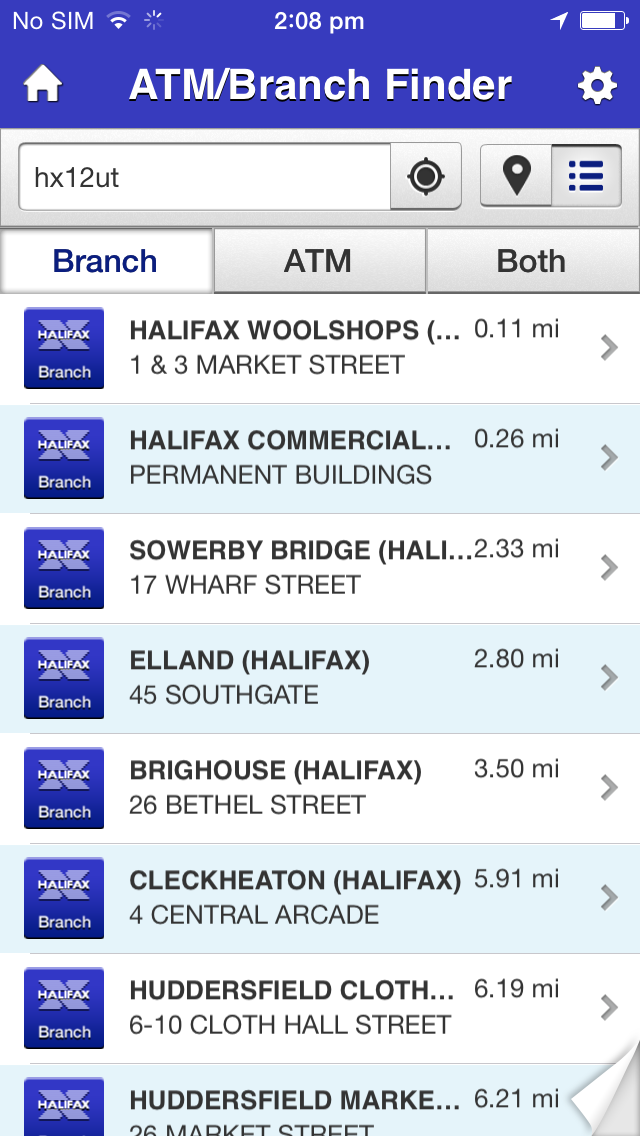 No SIM 2:08 pm
ATM/Branch Finder
hx12ut
Branch ATM Both
HALIFAX Branch
HALIFAX WOOLSHOPS (... 0.11 mi
1 & 3 MARKET STREET
HALIFAX Branch
HALIFAX COMMERCIAL... 0.26 mi
PERMANENT BUILDINGS
HALIFAX Branch
SOWERBY BRIDGE (HALI... 2.33 mi
17 WHARF STREET
HALIFAX Branch
ELLAND (HALIFAX) 2.80 mi
45 SOUTHGATE
HALIFAX Branch
BRIGHOUSE (HALIFAX) 3.50 mi
26 BETHEL STREET
HALIFAX Branch
CLECKHEATON (HALIFAX) 5.91 mi
4 CENTRAL ARCADE
HALIFAX Branch
HUDDERSFIELD CLOTH... 6.19 mi
6-10 CLOTH HALL STREET
HALIFAX
HUDDERSFIELD MARKE... 6.21 mi
26 MARKET STREET